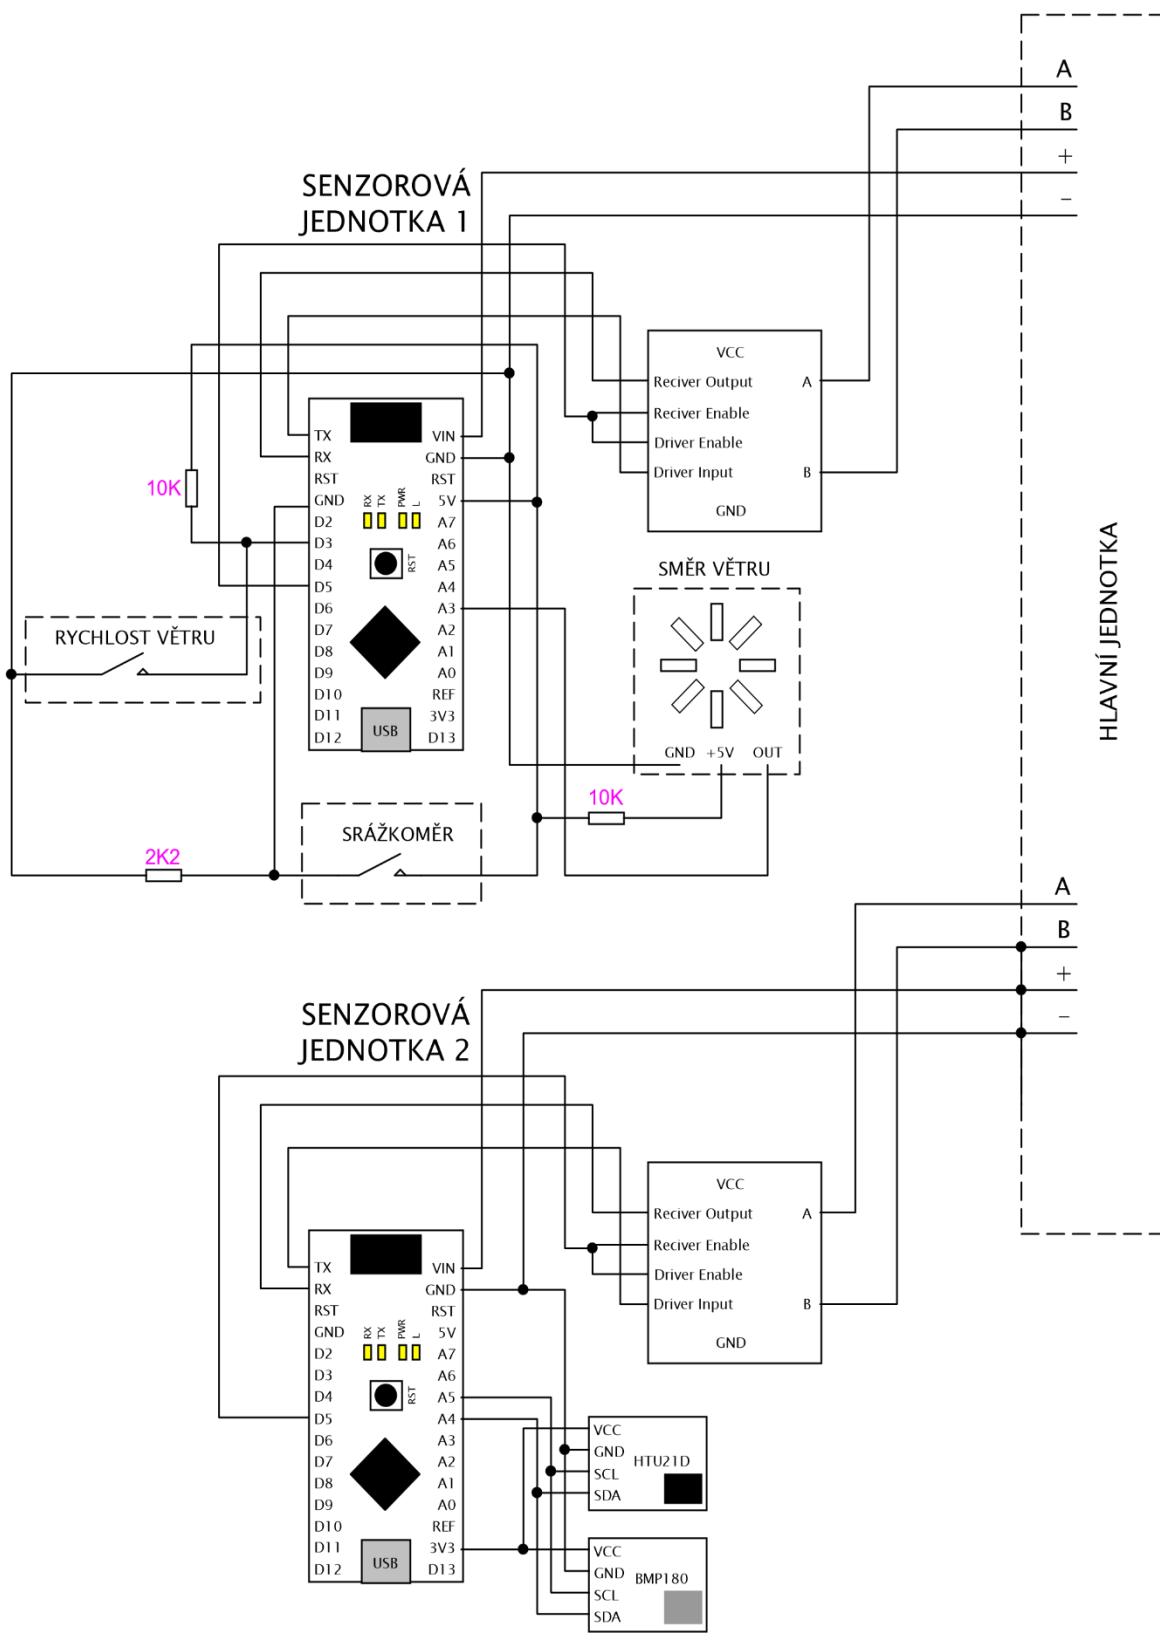 A
B
+
−
SENZOROVÁ
JEDNOTKA 1
HLAVNÍ JEDNOTKA
VCC
Reciver Output
A
Reciver Enable
Driver Enable
Driver Input
B
GND
TX
RX
RST
GND
D2
D3
D4
D5
D6
D7
D8
D9
D10
D11
D12
VIN
GND
RST
5V
A7
A6
A5
A4
A3
A2
A1
A0
REF
3V3
D13
RX
TX
PWR
L
RST
USB
10K
RYCHLOST VĚTRU
SMĚR VĚTRU
GND +5V OUT
10K
SRÁŽKOMĚR
2K2
A
B
+
−
SENZOROVÁ
JEDNOTKA 2
VCC
Reciver Output
A
Reciver Enable
Driver Enable
Driver Input
B
GND
TX
RX
RST
GND
D2
D3
D4
D5
D6
D7
D8
D9
D10
D11
D12
VIN
GND
RST
5V
A7
A6
A5
A4
A3
A2
A1
A0
REF
3V3
D13
RX
TX
PWR
L
RST
USB
VCC
GND
SCL
SDA
HTU21D
VCC
GND
SCL
SDA
BMP180